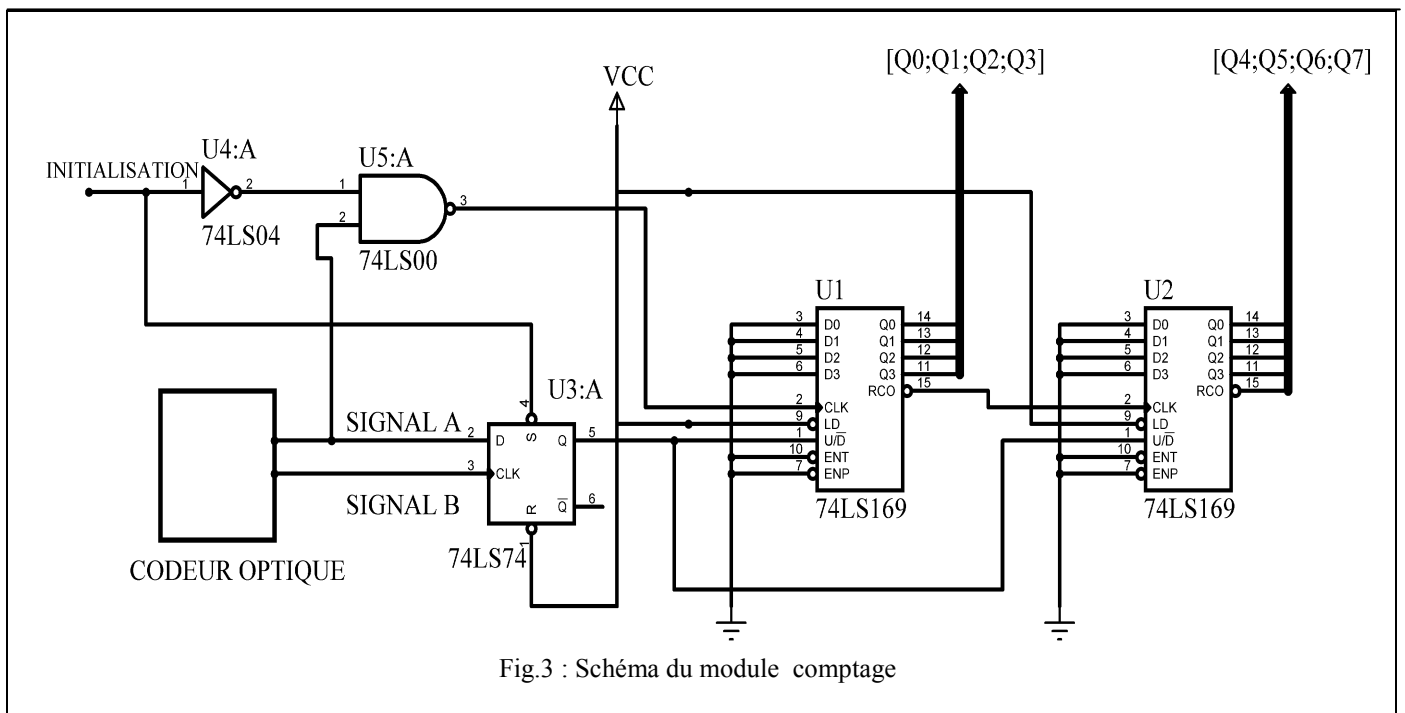 [Q0;Q1;Q2;Q3]
[Q4;Q5;Q6;Q7]
VCC
U4:A
U5:A
INITIALISATION
1
2
1
2
3
74LS04
74LS00
U1
U2
3 D0 Q0 14
4 D1 Q1 13
5 D2 Q2 12
6 D3 Q3 11
RCO 15
2 CLK
9 LD
1 U/D̅
10 ENT
7 ENP
74LS169
3 D0 Q0 14
4 D1 Q1 13
5 D2 Q2 12
6 D3 Q3 11
RCO 15
2 CLK
9 LD
1 U/D̅
10 ENT
7 ENP
74LS169
U3:A
4
SIGNAL A
2 D S Q 5
3 CLK
SIGNAL B
R Q̅ 6
1
74LS74
CODEUR OPTIQUE
Fig.3 : Schéma du module comptage